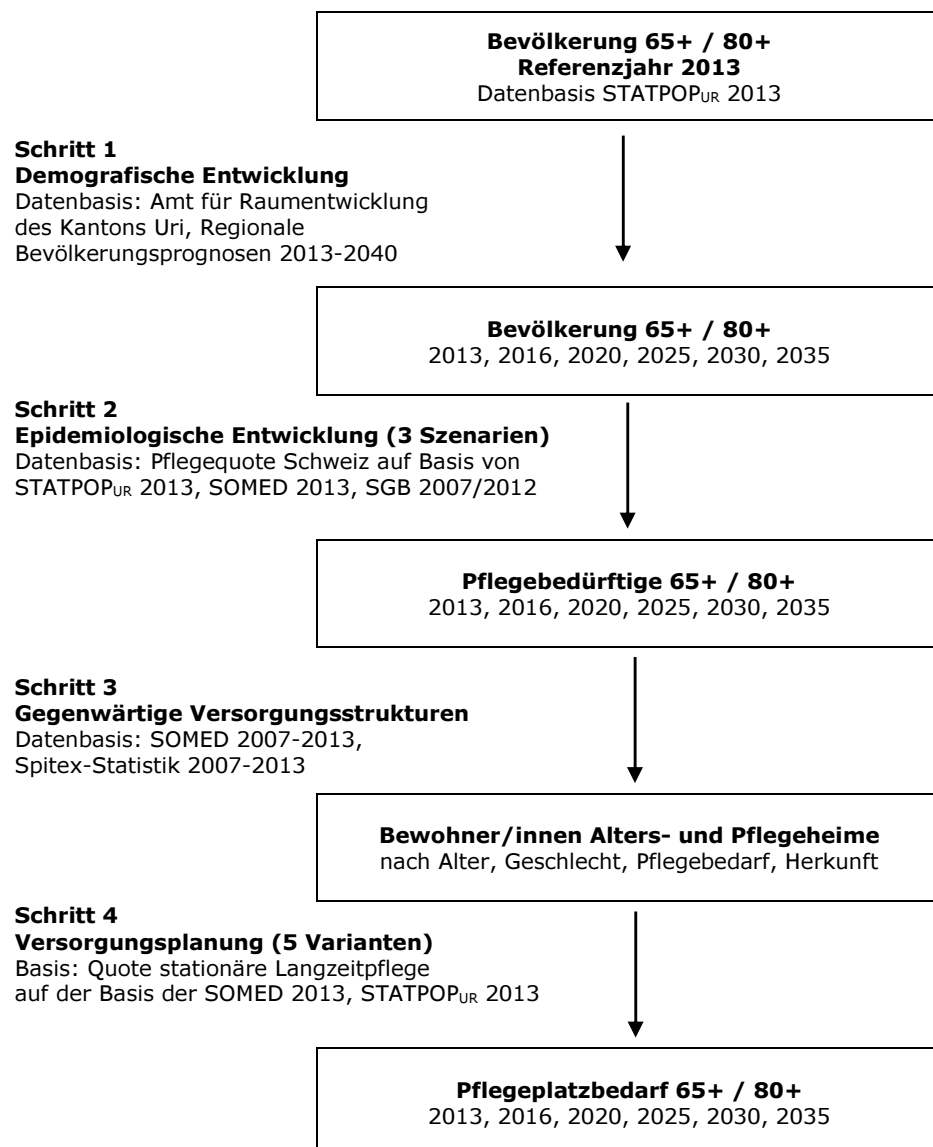 Bevölkerung 65+ / 80+
Referenzjahr 2013
Datenbasis STATPOPUR 2013
Schritt 1
Demografische Entwicklung
Datenbasis: Amt für Raumentwicklung
des Kantons Uri, Regionale
Bevölkerungsprognosen 2013-2040
Bevölkerung 65+ / 80+
2013, 2016, 2020, 2025, 2030, 2035
Schritt 2
Epidemiologische Entwicklung (3 Szenarien)
Datenbasis: Pflegequote Schweiz auf Basis von
STATPOPUR 2013, SOMED 2013, SGB 2007/2012
Pflegebedürftige 65+ / 80+
2013, 2016, 2020, 2025, 2030, 2035
Schritt 3
Gegenwärtige Versorgungsstrukturen
Datenbasis: SOMED 2007-2013,
Spitex-Statistik 2007-2013
Bewohner/innen Alters- und Pflegeheime
nach Alter, Geschlecht, Pflegebedarf, Herkunft
Schritt 4
Versorgungsplanung (5 Varianten)
Basis: Quote stationäre Langzeitpflege
auf der Basis der SOMED 2013, STATPOPUR 2013
Pflegeplatzbedarf 65+ / 80+
2013, 2016, 2020, 2025, 2030, 2035